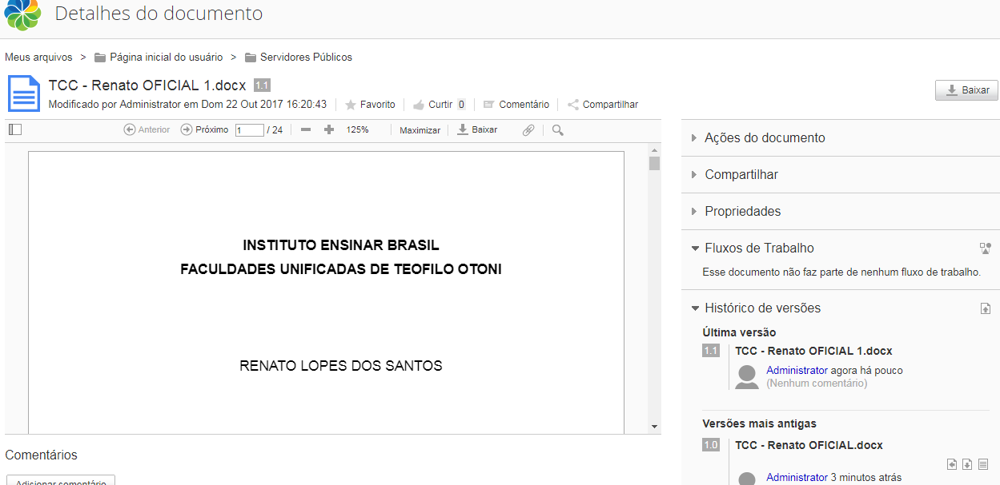 Detalhes do documento
Meus arquivos > Página inicial do usuário > Servidores Públicos
TCC - Renato OFICIAL 1.docx 1.1
Modificado por Administrator em Dom 22 Out 2017 16:20:43 Favorito Curtir 0 Comentário Compartilhar
Baixar
Anterior Próximo 1 / 24 125% Maximizar Baixar
INSTITUTO ENSINAR BRASIL
FACULDADES UNIFICADAS DE TEOFILO OTONI
RENATO LOPES DOS SANTOS
Comentários
Adicionar comentário
Ações do documento
Compartilhar
Propriedades
Fluxos de Trabalho
Esse documento não faz parte de nenhum fluxo de trabalho.
Histórico de versões
Última versão
1.1 TCC - Renato OFICIAL 1.docx
Administrator agora há pouco
(Nenhum comentário)
Versões mais antigas
1.0 TCC - Renato OFICIAL.docx
Administrator 3 minutos atrás